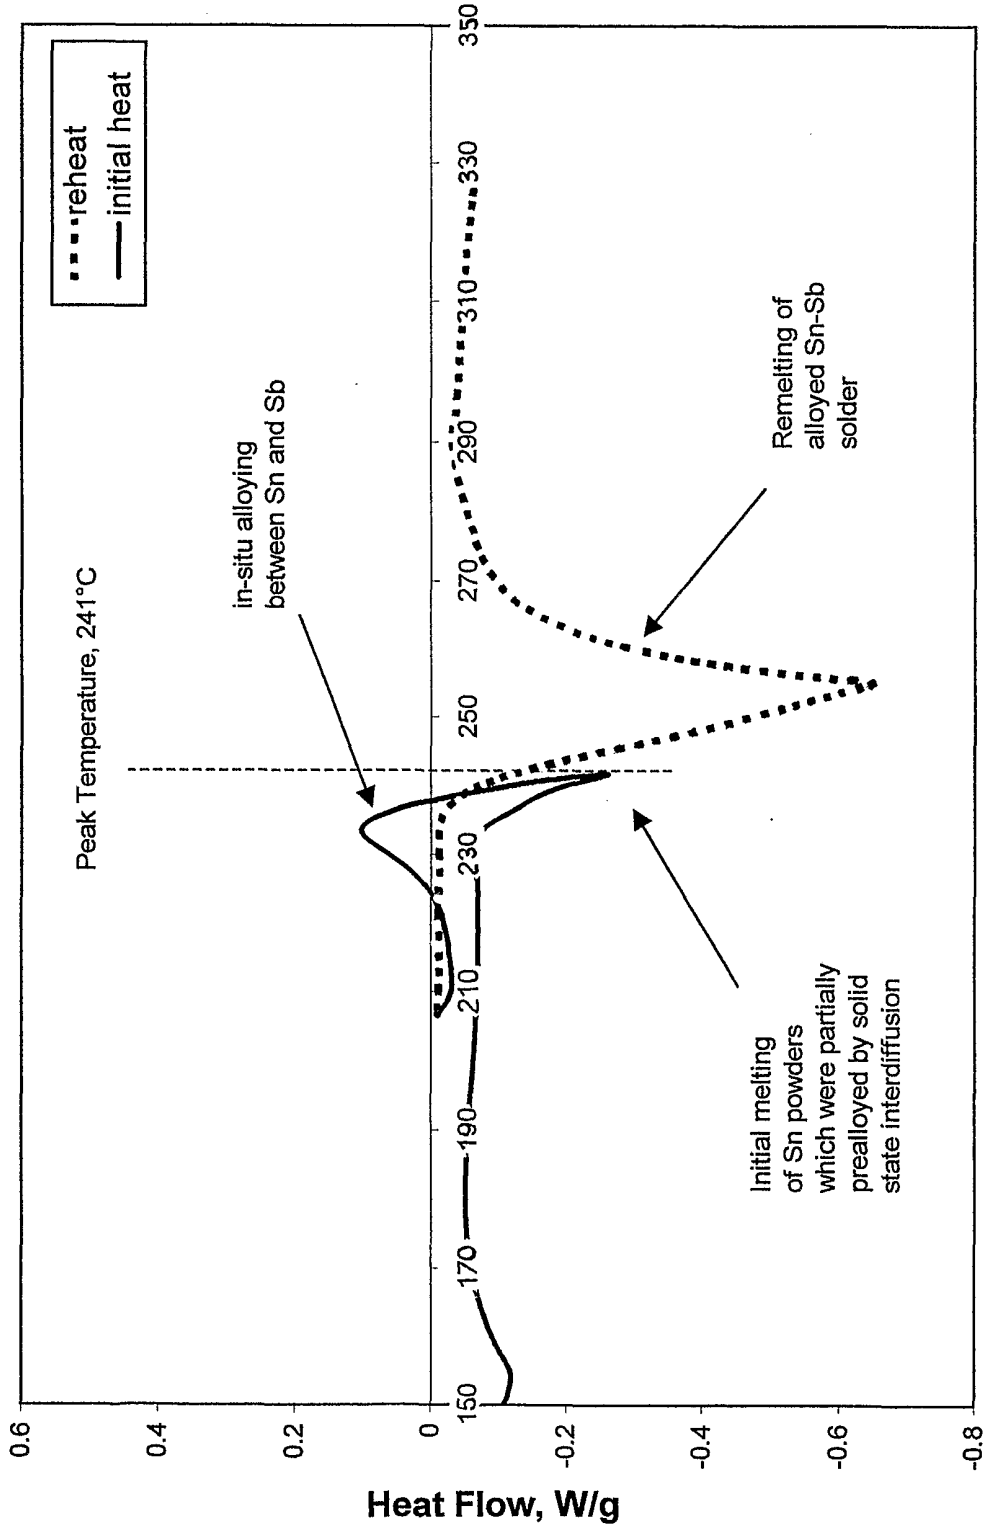 Heat Flow, W/g
0.6
0.4
0.2
0
-0.2
-0.4
-0.6
-0.8
150
170
190
210
230
250
270
290
310
330
350
reheat
initial heat
Peak Temperature, 241°C
in-situ alloying
between Sn and Sb
Initial melting
of Sn powders
which were partially
prealloyed by solid
state interdiffusion
Remelting of
alloyed Sn-Sb
solder